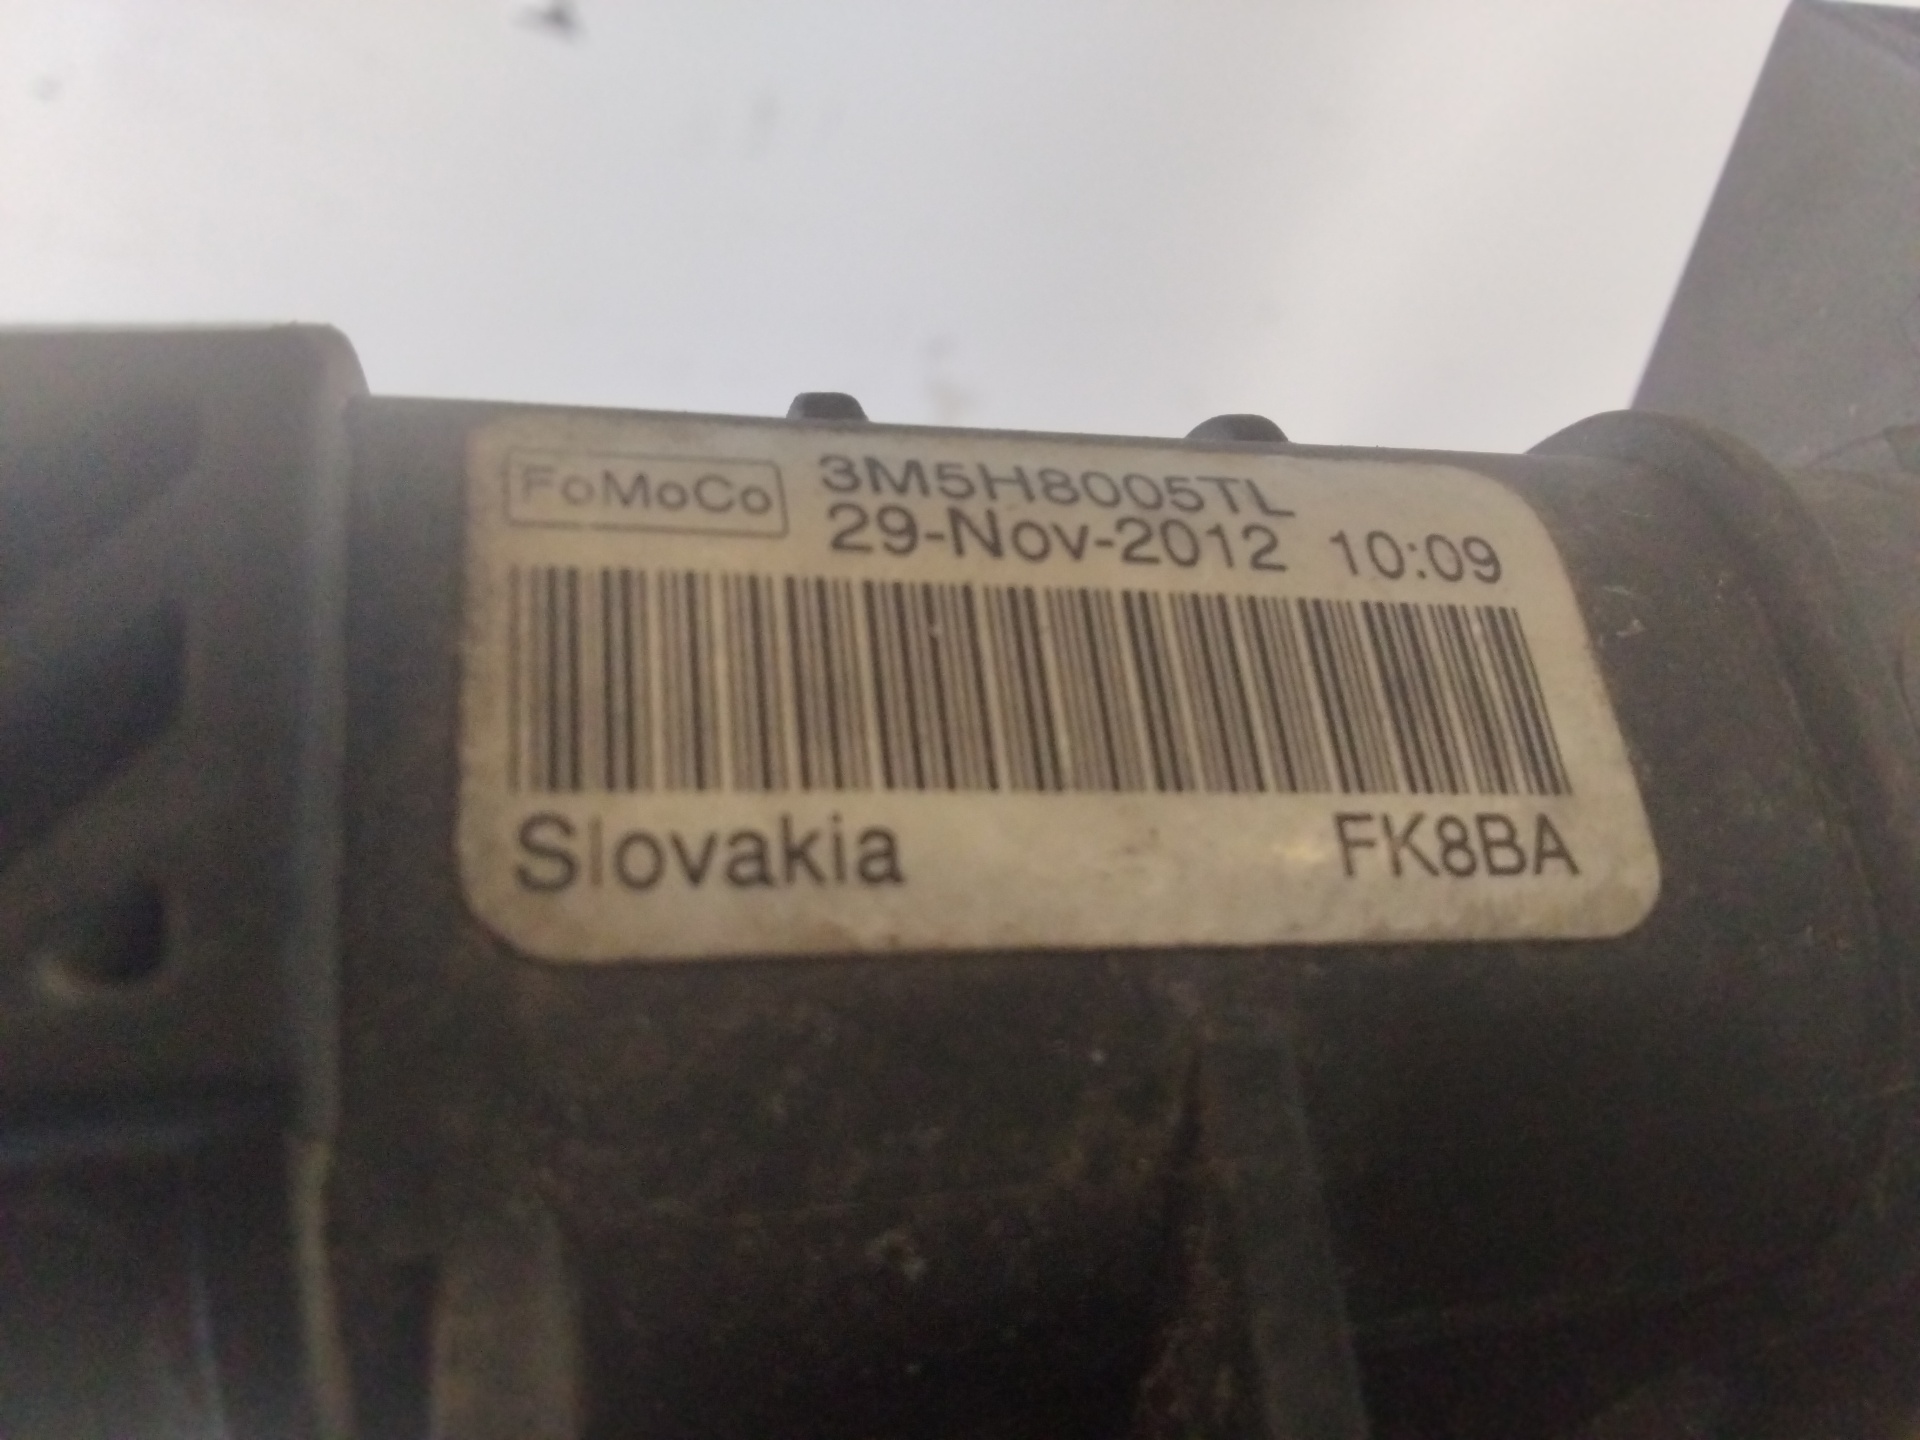 FoMoCo 3M5H8005TL
29-Nov-2012 10:09
Slovakia FK8BA